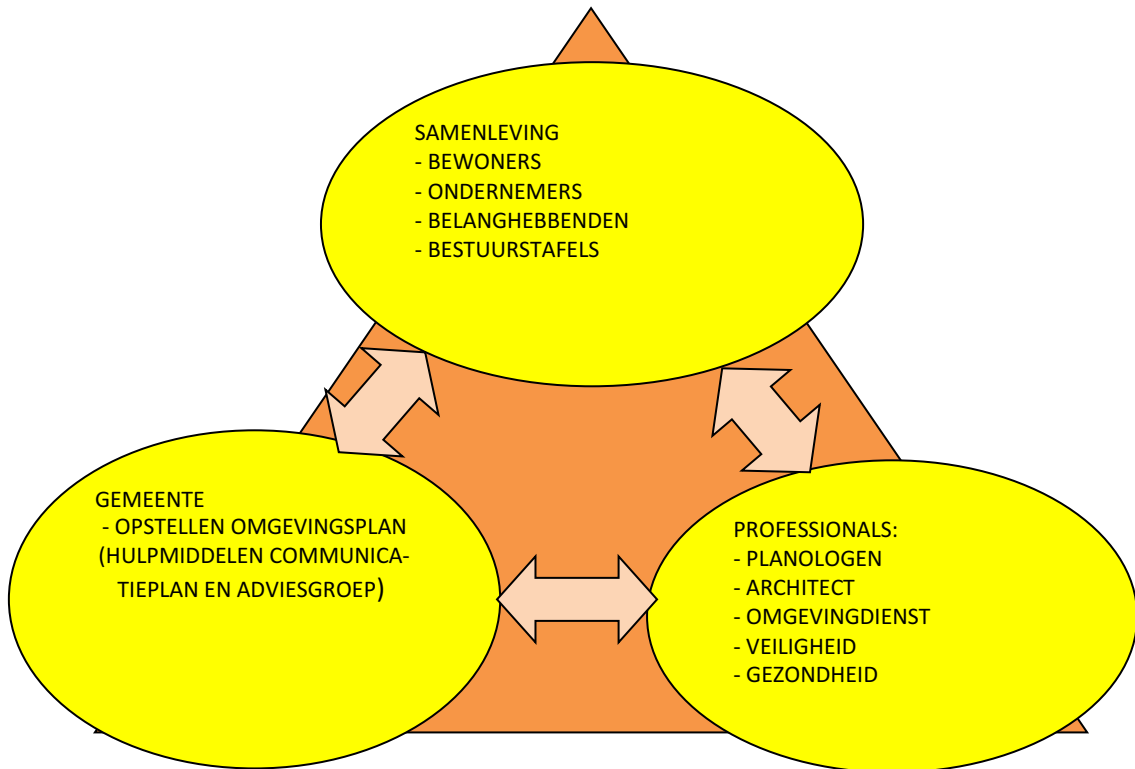 SAMENLEVING
- BEWONERS
- ONDERNEMERS
- BELANGHEBBENDEN
- BESTUURSTAFELS
GEMEENTE
- OPSTELLEN OMGEVINGSPLAN
(HULPMIDDELEN COMMUNICA-
TIEPLAN EN ADVIESGROEP)
PROFESSIONALS:
- PLANOLOGEN
- ARCHITECT
- OMGEVINGDIENST
- VEILIGHEID
- GEZONDHEID